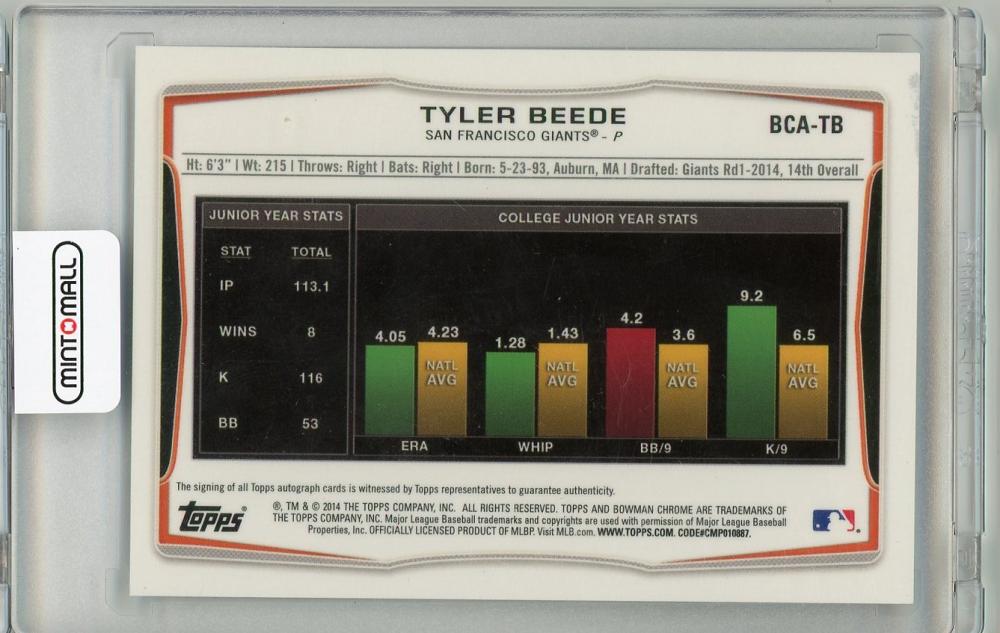 TYLER BEEDE
SAN FRANCISCO GIANTS® - P
BCA-TB
Ht: 6'3" | Wt: 215 | Throws: Right | Bats: Right | Born: 5-23-93, Auburn, MA | Drafted: Giants Rd1-2014, 14th Overall
JUNIOR YEAR STATS
STAT TOTAL
IP 113.1
WINS 8
K 116
BB 53
COLLEGE JUNIOR YEAR STATS
4.05 4.23 1.28 1.43 4.2 3.6 9.2 6.5
NATL AVG NATL AVG NATL AVG NATL AVG
ERA WHIP BB/9 K/9
The signing of all Topps autograph cards is witnessed by Topps representatives to guarantee authenticity.
topps®
®, TM & © 2014 THE TOPPS COMPANY, INC. ALL RIGHTS RESERVED. TOPPS AND BOWMAN CHROME ARE TRADEMARKS OF
THE TOPPS COMPANY, INC. Major League Baseball trademarks and copyrights are used with permission of Major League Baseball
Properties, Inc. OFFICIALLY LICENSED PRODUCT OF MLBP. Visit MLB.com. WWW.TOPPS.COM. CODE#CMP010887.
MINTOMALL